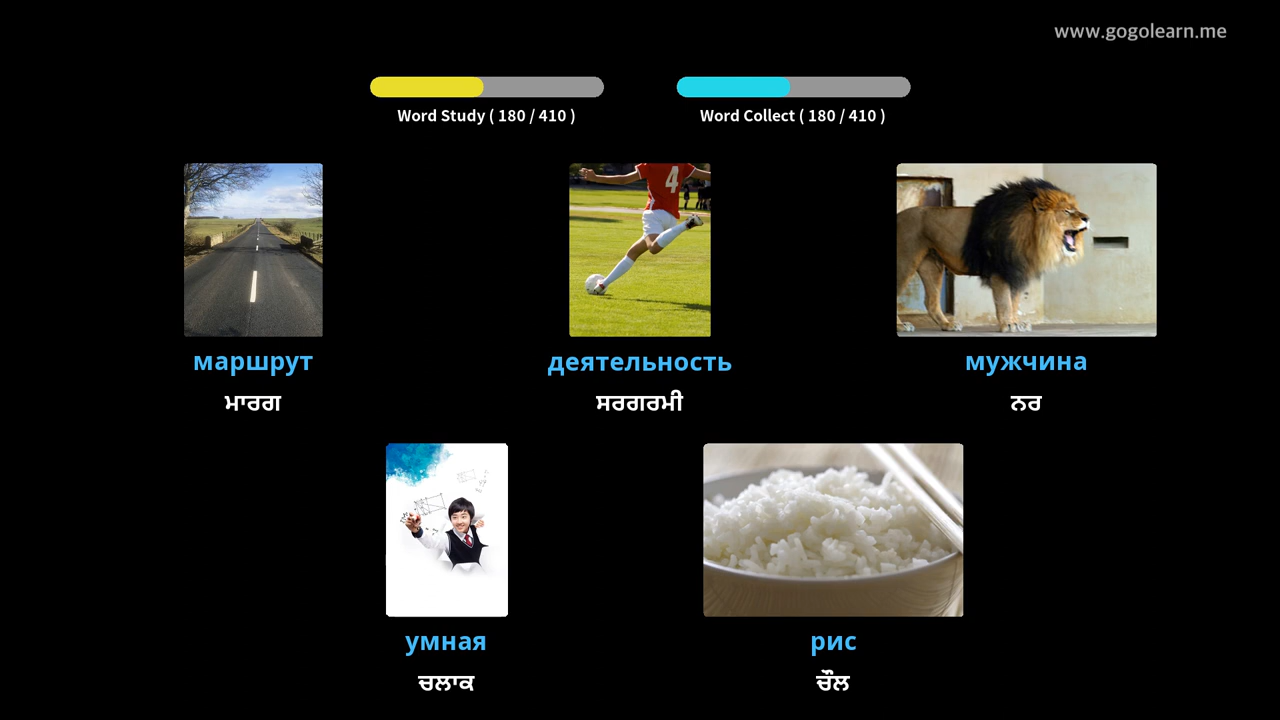 www.gogolearn.me
Word Study ( 180 / 410 )
Word Collect ( 180 / 410 )
маршрут
ਮਾਰਗ
деятельность
ਸਰਗਰਮੀ
мужчина
ਨਰ
умная
ਚਲਾਕ
рис
ਚੌਲ